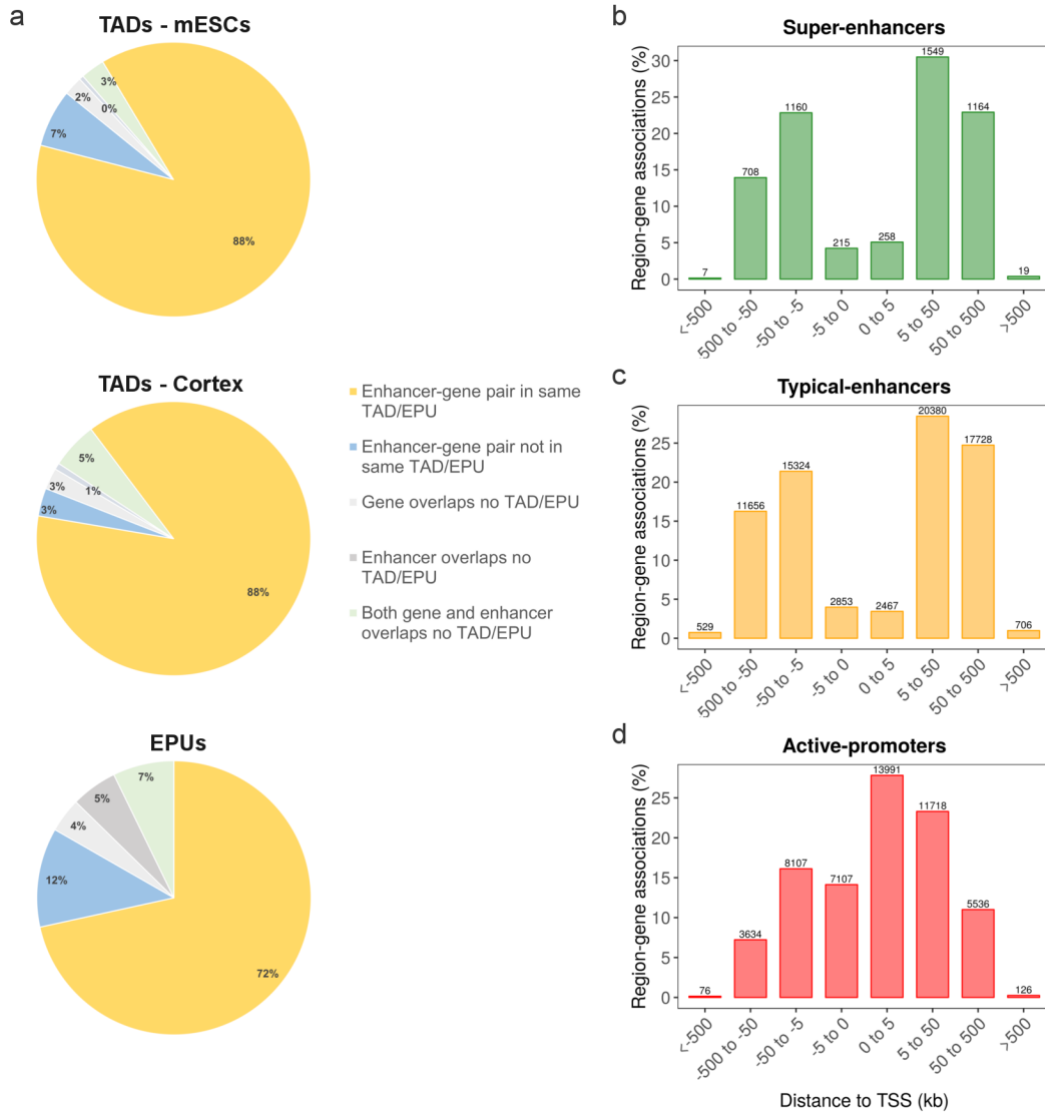 a
TADs - mESCs
3%
2%
0%
7%
88%
TADs - Cortex
5%
3%
1%
3%
88%
Enhancer-gene pair in same
TAD/EPU
Enhancer-gene pair not in
same TAD/EPU
Gene overlaps no TAD/EPU
Enhancer overlaps no
TAD/EPU
Both gene and enhancer
overlaps no TAD/EPU
EPUs
7%
5%
4%
12%
72%
b
Super-enhancers
Region-gene associations (%)
30
25
20
15
10
5
0
7
708
1160
215
258
1549
1164
19
<-500
500 to -50
-50 to -5
-5 to 0
0 to 5
5 to 50
50 to 500
>500
c
Typical-enhancers
Region-gene associations (%)
25
20
15
10
5
0
529
11656
15324
2853
2467
20380
17728
706
<-500
500 to -50
-50 to -5
-5 to 0
0 to 5
5 to 50
50 to 500
>500
d
Active-promoters
Region-gene associations (%)
25
20
15
10
5
0
76
3634
8107
7107
13991
11718
5536
126
<-500
-500 to -50
-50 to -5
-5 to 0
0 to 5
5 to 50
50 to 500
>500
Distance to TSS (kb)